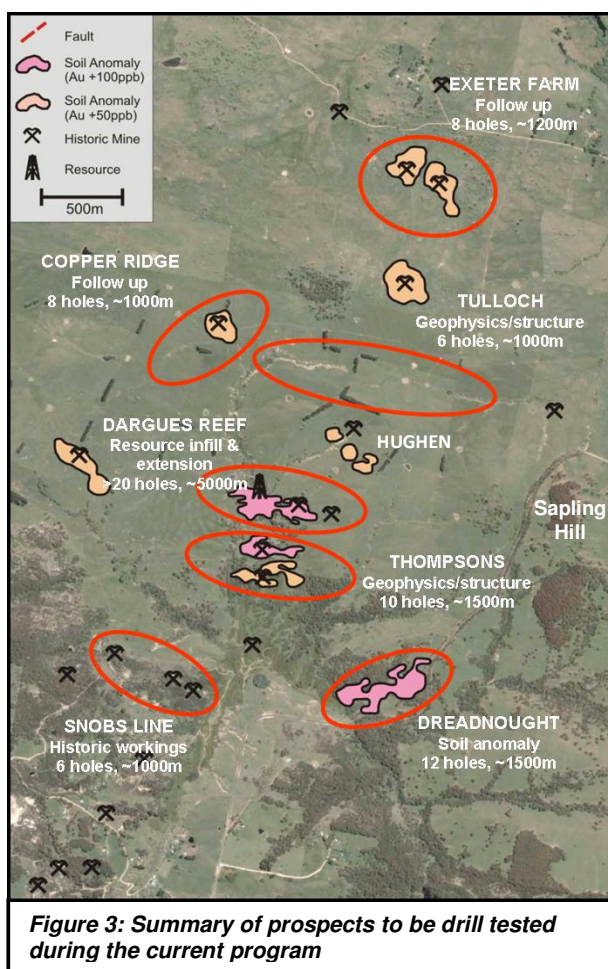 Fault
Soil Anomaly
(Au +100ppb)
Soil Anomaly
(Au +50ppb)
Historic Mine
Resource
500m
EXETER FARM
Follow up
8 holes, ~1200m
COPPER RIDGE
Follow up
8 holes, ~1000m
TULLOCH
Geophysics/structure
6 holes, ~1000m
DARGUES REEF
Resource infill &
extension
>20 holes, ~5000m
HUGHEN
Sapling
Hill
THOMPSONS
Geophysics/structure
10 holes, ~1500m
SNOBS LINE
Historic workings
6 holes, ~1000m
DREADNOUGHT
Soil anomaly
12 holes, ~1500m
Figure 3: Summary of prospects to be drill tested
during the current program